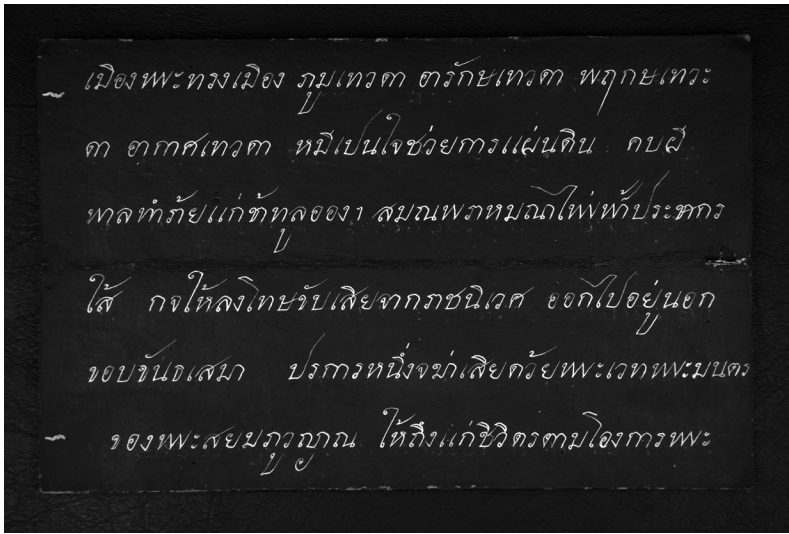 เมืองพระทรงเมือง ภูมเทวดา อารักษเทวดา พฤกษเทวะ
ดา อากาศเทวดา หมีเปนใจช่วยการแผ่นดิน คบผี
พาลทำร้ายแก่ข้าทูลอองฯ สมณพราหมณ์ไพ่ฟ้าประชากร
ใส้ กจให้ลงโทษขับเสียจากราชนิเวศ ออกไปอยู่นอก
ขอบขันธเสมา ปรการหนึ่งจฆ่าเสียด้วยพระเวทพระมนตร
ของพระสยมภูวญาณ ให้ถึงแก่ชีวิตรตามโองการพระ